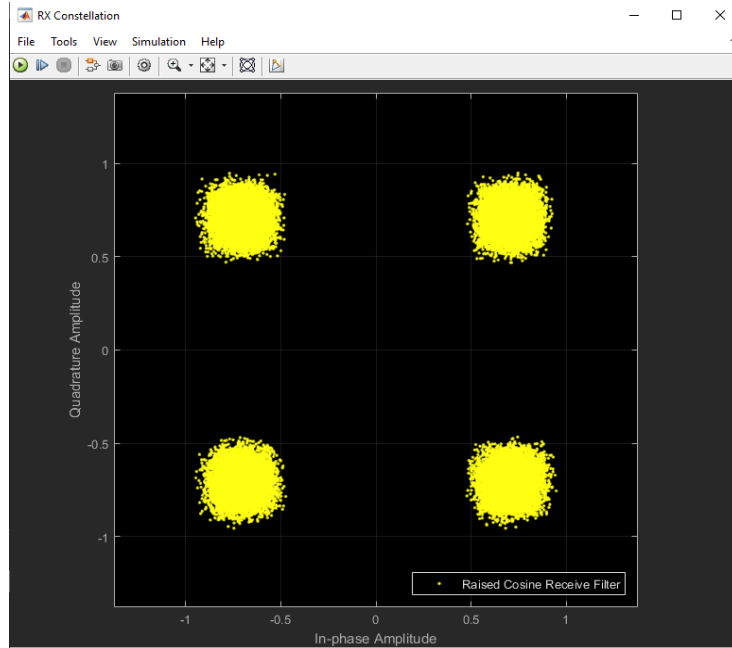 RX Constellation
File Tools View Simulation Help
1
0.5
0
-0.5
-1
Quadrature Amplitude
Raised Cosine Receive Filter
-1 -0.5 0 0.5 1
In-phase Amplitude